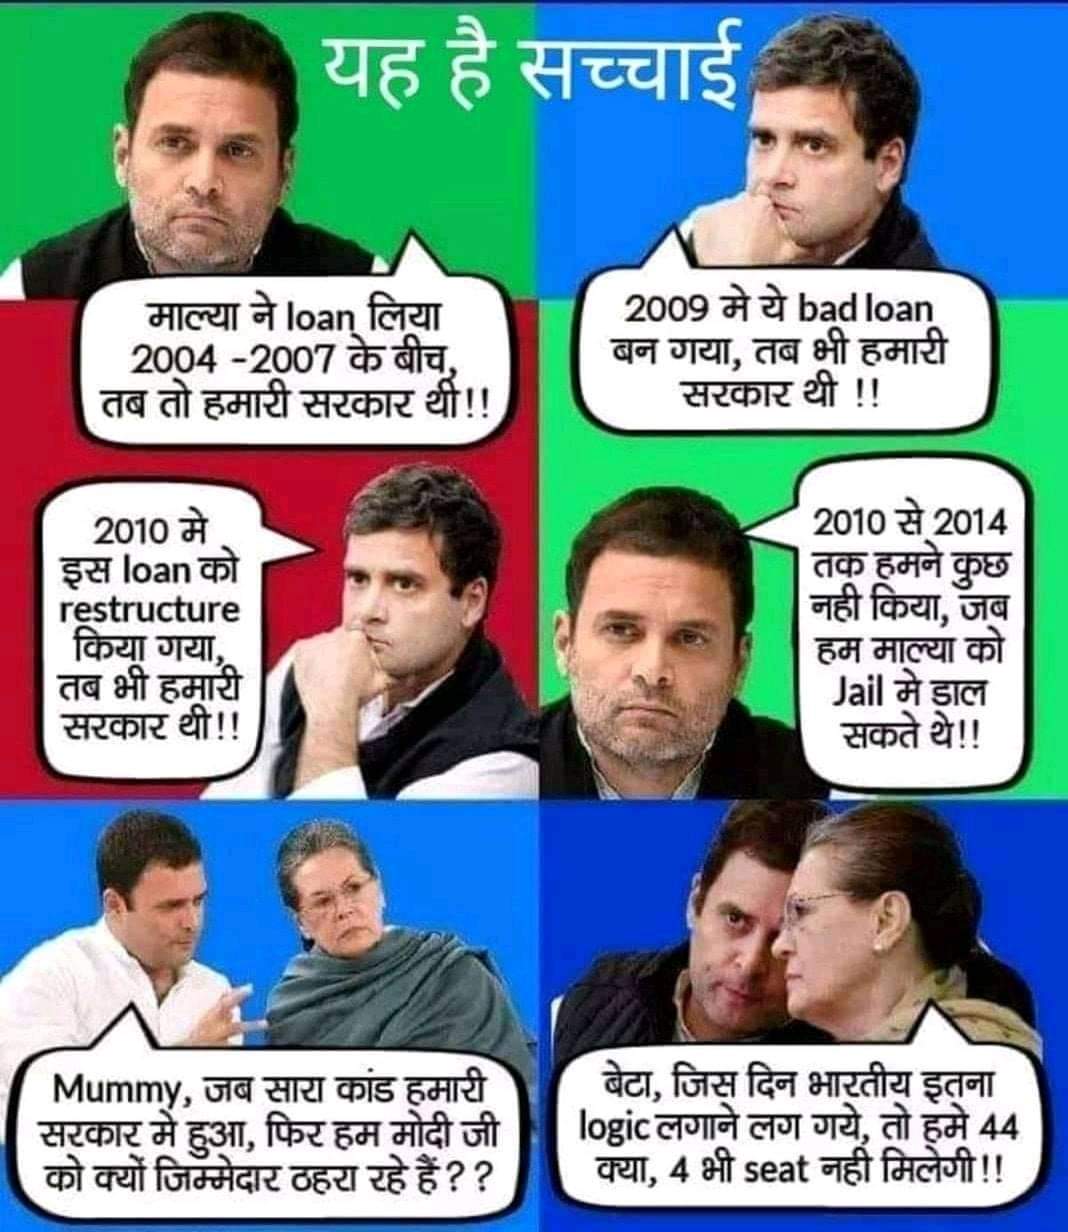 यह है सच्चाई
माल्या ने loan लिया
2004 -2007 के बीच,
तब तो हमारी सरकार थी!!
2009 मे ये bad loan
बन गया, तब भी हमारी
सरकार थी !!
2010 मे
इस loan को
restructure
किया गया,
तब भी हमारी
सरकार थी!!
2010 से 2014
तक हमने कुछ
नही किया, जब
हम माल्या को
Jail मे डाल
सकते थे!!
Mummy, जब सारा कांड हमारी
सरकार मे हुआ, फिर हम मोदी जी
को क्यों जिम्मेदार ठहरा रहे हैं??
बेटा, जिस दिन भारतीय इतना
logic लगाने लग गये, तो हमे 44
क्या, 4 भी seat नही मिलेगी!!